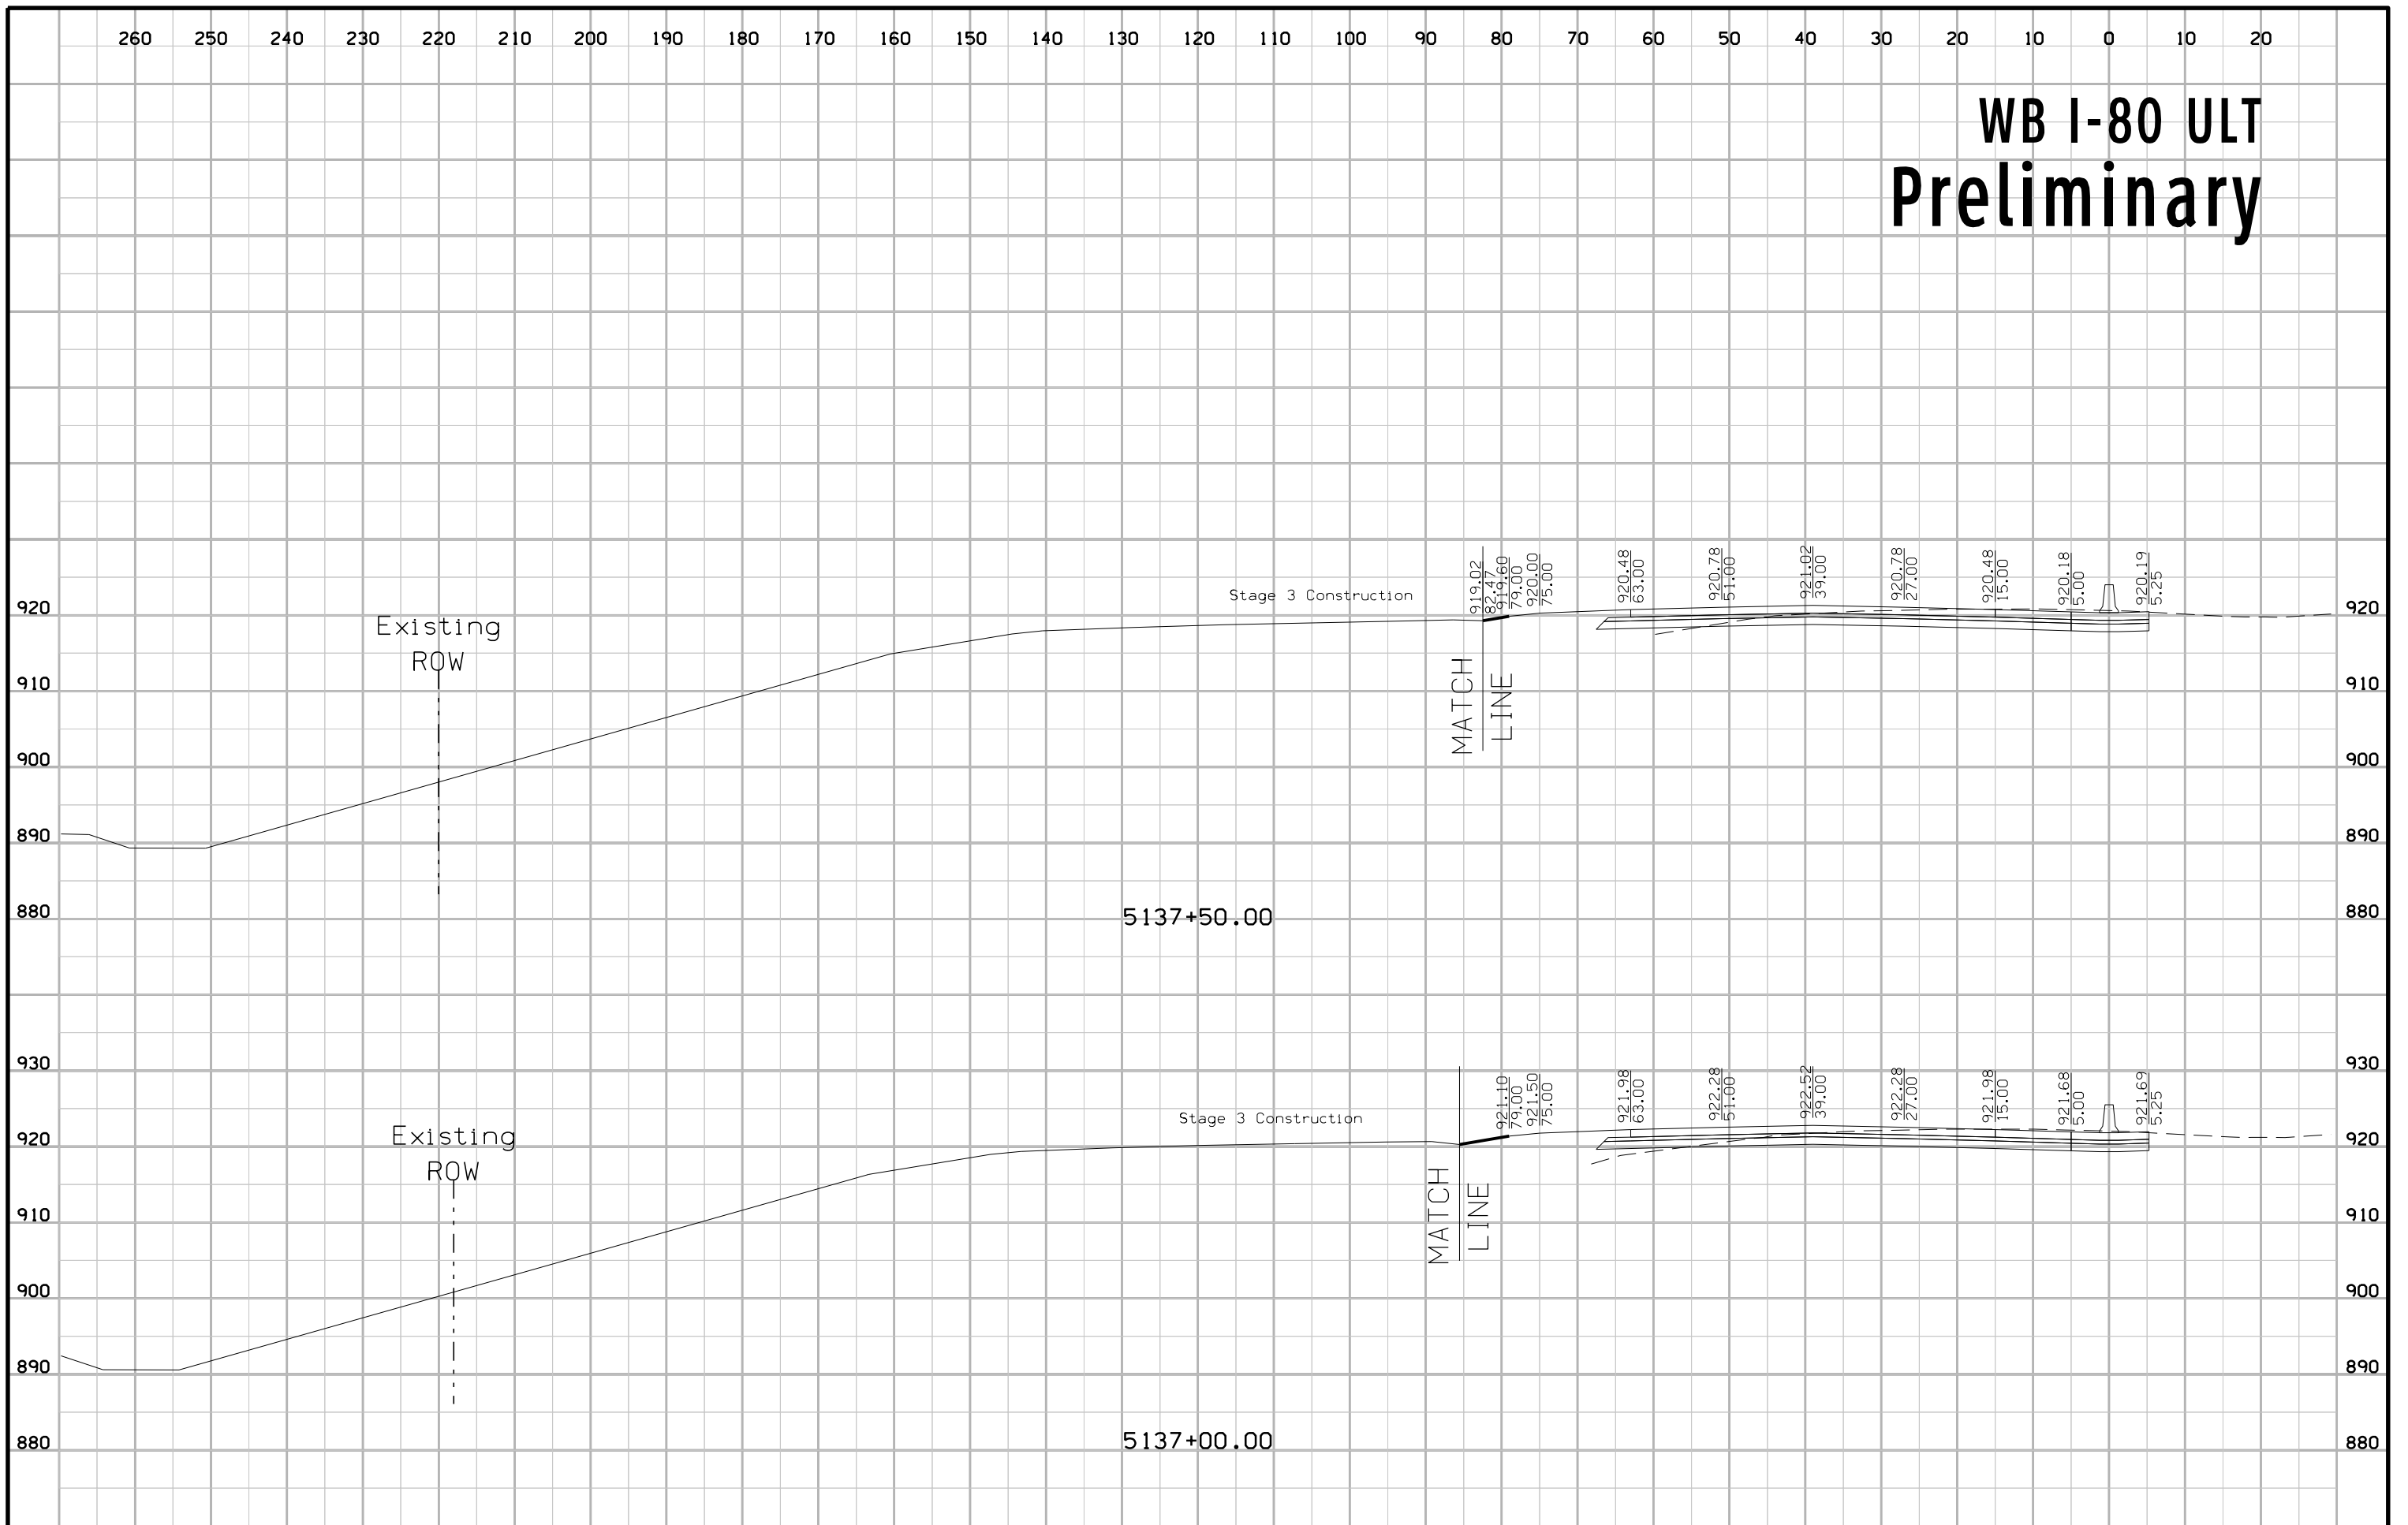 260 250 240 230 220 210 200 190 180 170 160 150 140 130 120 110 100 90 80 70 60 50 40 30 20 10 0 10 20
WB I-80 ULT
Preliminary
919.02 82.47 919.60 79.00 920.00 75.00 920.48 63.00 920.78 51.00 921.02 39.00 920.78 27.00 920.48 15.00 920.18 5.00 920.19 5.25
Stage 3 Construction
920 920
Existing
ROW
910 910
MATCH
LINE
900 900
890 890
880 5137+50.00 880
930 930
921.10 79.00 921.50 75.00 921.98 63.00 922.28 51.00 922.52 39.00 922.28 27.00 921.98 15.00 921.68 5.00 921.69 5.25
Stage 3 Construction
920 920
Existing
ROW
910 910
MATCH
LINE
900 900
890 890
880 5137+00.00 880